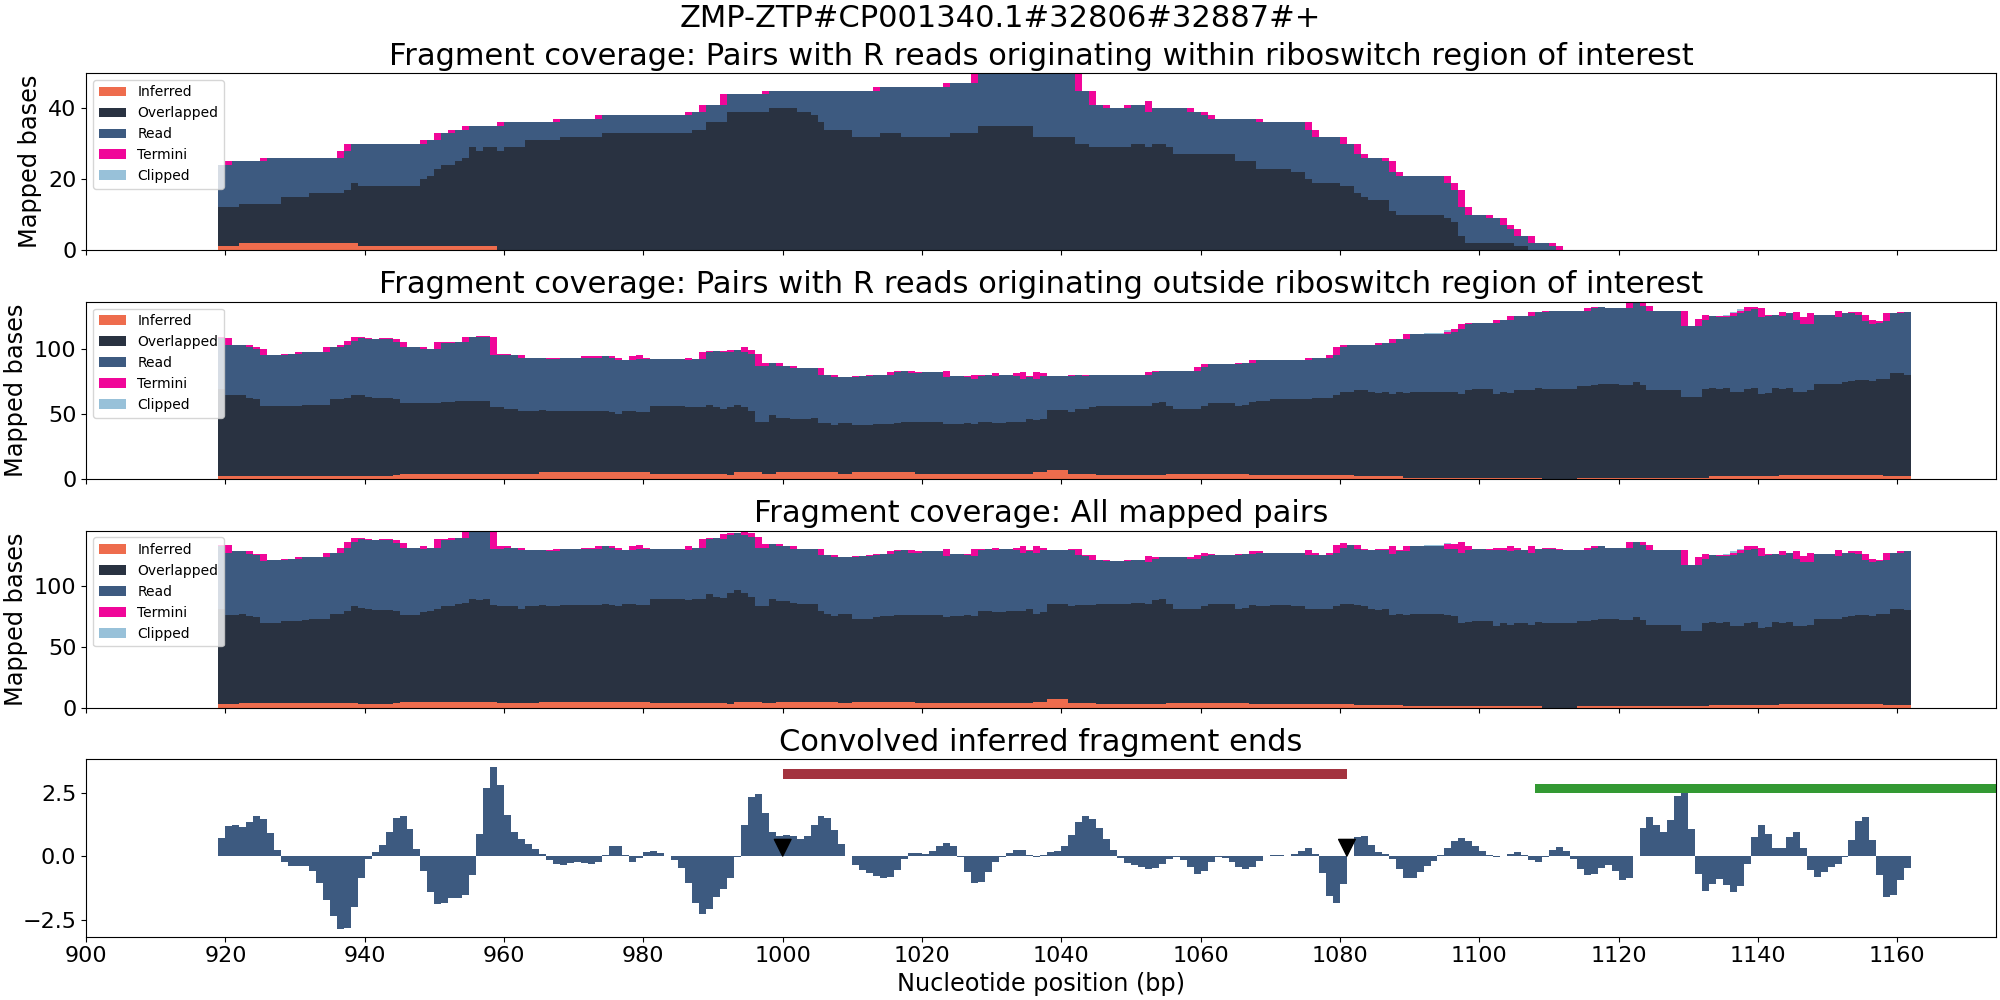 ZMP-ZTP#CP001340.1#32806#32887#+
Fragment coverage: Pairs with R reads originating within riboswitch region of interest
Mapped bases
40
20
0
Inferred
Overlapped
Read
Termini
Clipped
Fragment coverage: Pairs with R reads originating outside riboswitch region of interest
Mapped bases
100
50
0
Inferred
Overlapped
Read
Termini
Clipped
Fragment coverage: All mapped pairs
Mapped bases
100
50
0
Inferred
Overlapped
Read
Termini
Clipped
Convolved inferred fragment ends
2.5
0.0
−2.5
900 920 940 960 980 1000 1020 1040 1060 1080 1100 1120 1140 1160
Nucleotide position (bp)